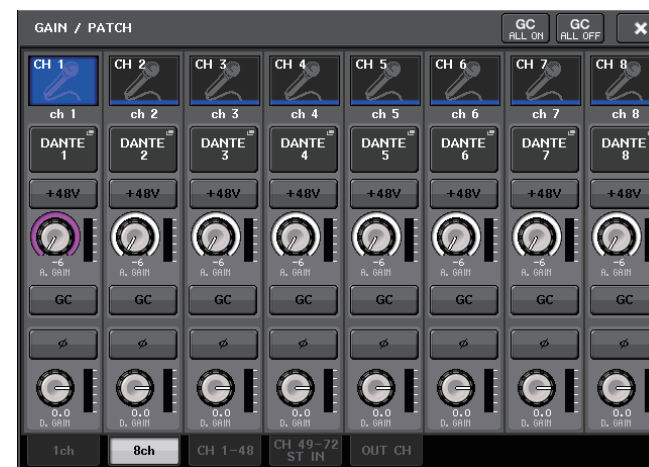 GAIN / PATCH
GC ALL ON
GC ALL OFF
CH 1 CH 2 CH 3 CH 4 CH 5 CH 6 CH 7 CH 8
ch 1 ch 2 ch 3 ch 4 ch 5 ch 6 ch 7 ch 8
DANTE 1 DANTE 2 DANTE 3 DANTE 4 DANTE 5 DANTE 6 DANTE 7 DANTE 8
+48V +48V +48V +48V +48V +48V +48V +48V
-6 -6 -6 -6 -6 -6 -6 -6
A. GAIN A. GAIN A. GAIN A. GAIN A. GAIN A. GAIN A. GAIN A. GAIN
GC GC GC GC GC GC GC GC
ø ø ø ø ø ø ø ø
0.0 0.0 0.0 0.0 0.0 0.0 0.0 0.0
D. GAIN D. GAIN D. GAIN D. GAIN D. GAIN D. GAIN D. GAIN D. GAIN
1ch 8ch CH 1-48 CH 49-72 ST IN OUT CH